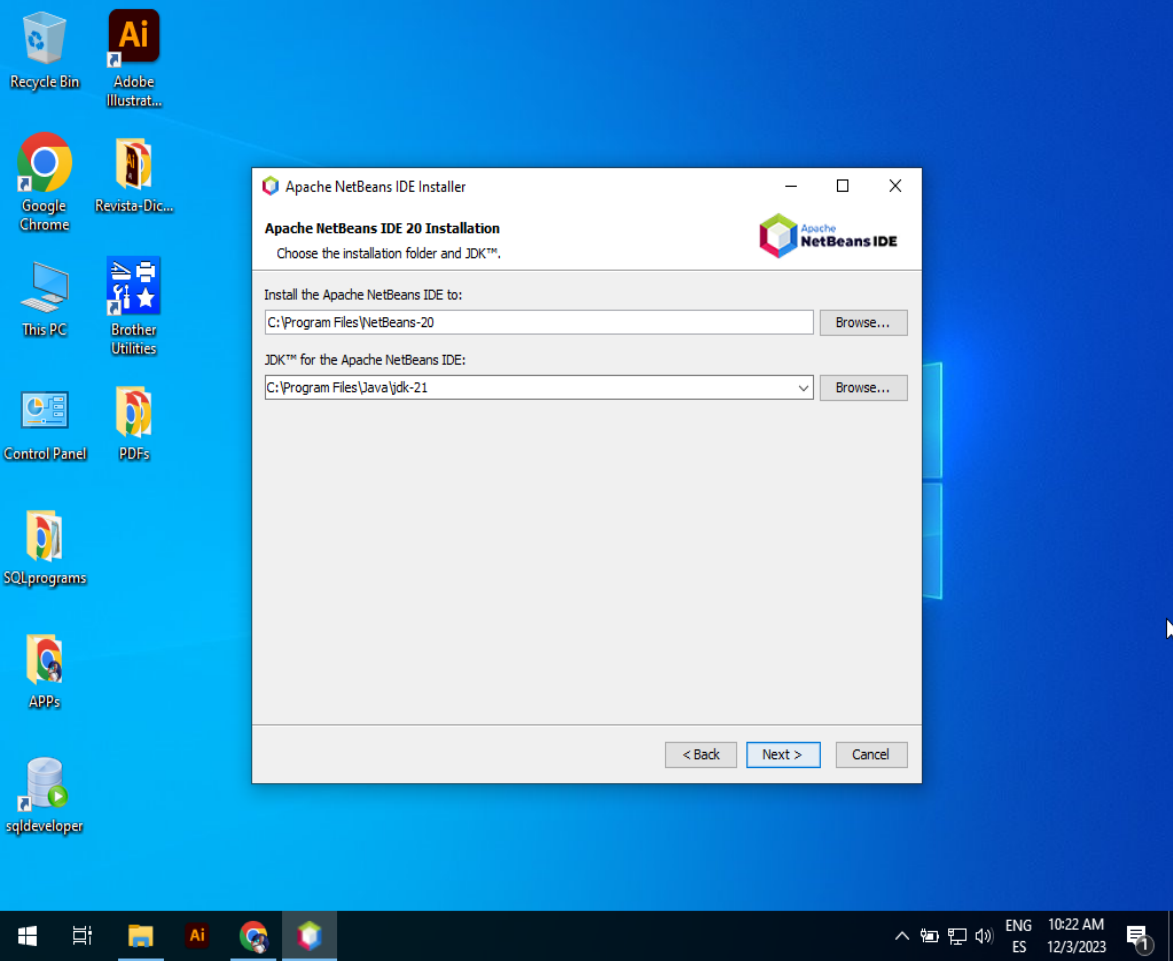 Recycle Bin
Ai
Adobe
Illustrat...
Google
Chrome
Revista-Dic...
This PC
Brother
Utilities
Control Panel
PDFs
SQLprograms
APPs
sqldeveloper
Apache NetBeans IDE Installer
Apache NetBeans IDE 20 Installation
Choose the installation folder and JDK™.
Apache
NetBeans IDE
Install the Apache NetBeans IDE to:
C:\Program Files\NetBeans-20
Browse...
JDK™ for the Apache NetBeans IDE:
C:\Program Files\Java\jdk-21
Browse...
< Back
Next >
Cancel
Ai
ENG
ES
10:22 AM
12/3/2023
1